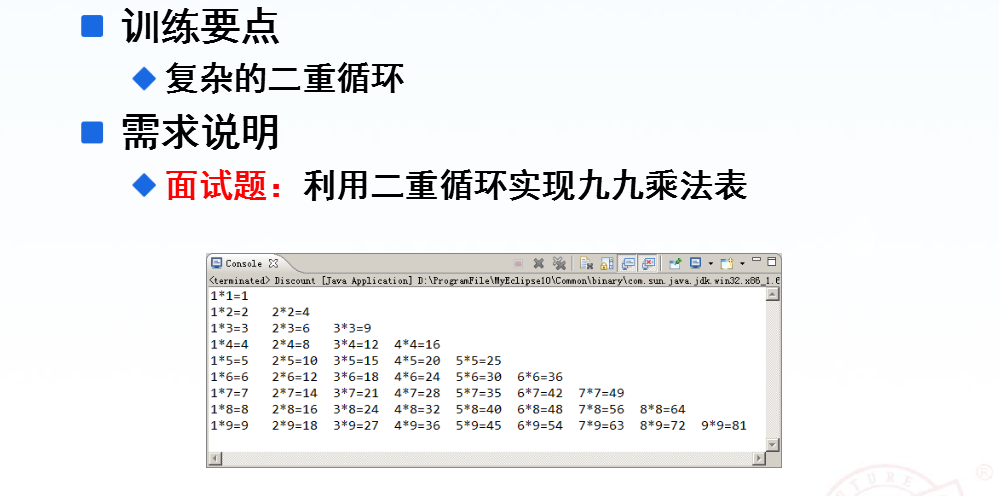 训练要点
复杂的二重循环
需求说明
面试题：利用二重循环实现九九乘法表
Console
<terminated> Discount [Java Application] D:\ProgramFile\MyEclipse10\Common\binary\com.sun.java.jdk.win32.x86_1.6
1*1=1
1*2=2 2*2=4
1*3=3 2*3=6 3*3=9
1*4=4 2*4=8 3*4=12 4*4=16
1*5=5 2*5=10 3*5=15 4*5=20 5*5=25
1*6=6 2*6=12 3*6=18 4*6=24 5*6=30 6*6=36
1*7=7 2*7=14 3*7=21 4*7=28 5*7=35 6*7=42 7*7=49
1*8=8 2*8=16 3*8=24 4*8=32 5*8=40 6*8=48 7*8=56 8*8=64
1*9=9 2*9=18 3*9=27 4*9=36 5*9=45 6*9=54 7*9=63 8*9=72 9*9=81
®